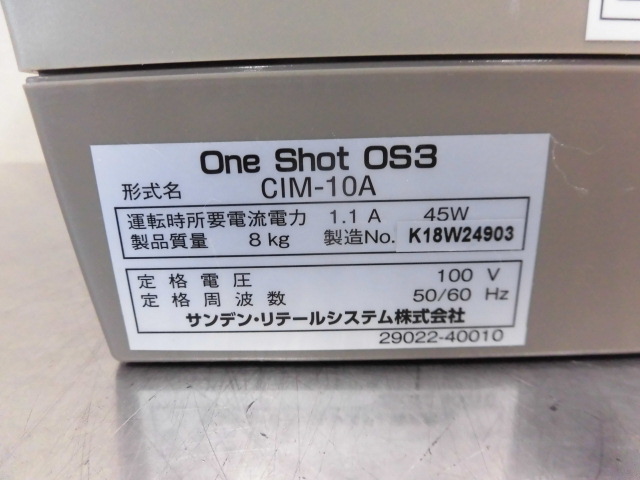 One Shot OS3
形式名 CIM-10A
運転時所要電流電力 1.1 A 45W
製品質量 8 kg 製造No. K18W24903
定格電圧 100 V
定格周波数 50/60 Hz
サンデン・リテールシステム株式会社
29022-40010